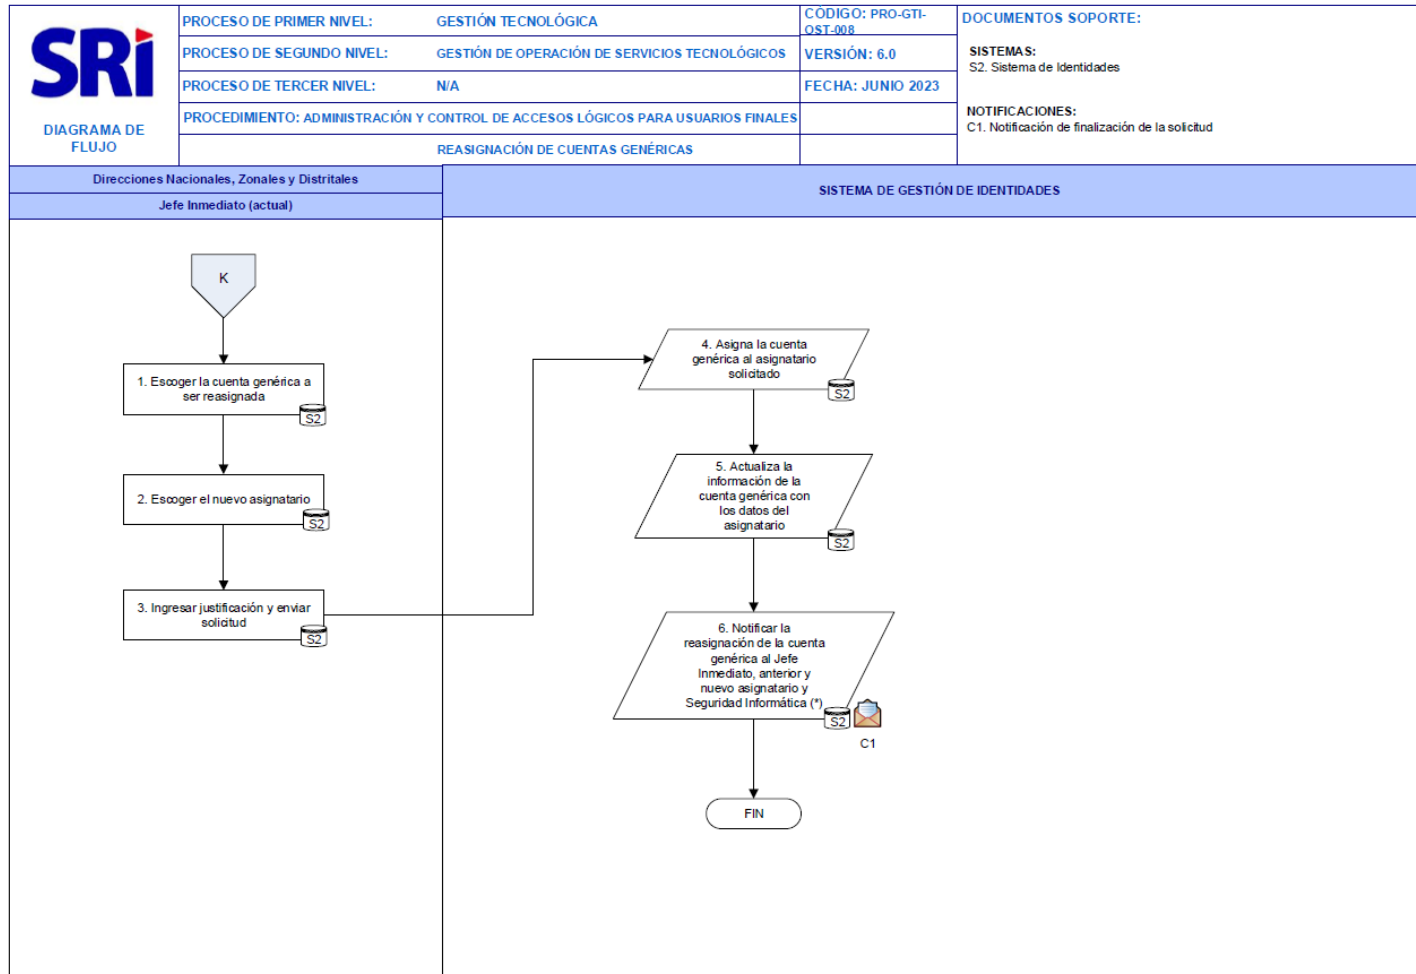 SRi
DIAGRAMA DE
FLUJO
PROCESO DE PRIMER NIVEL: GESTIÓN TECNOLÓGICA
CÓDIGO: PRO-GTI-
OST-008
PROCESO DE SEGUNDO NIVEL: GESTIÓN DE OPERACIÓN DE SERVICIOS TECNOLÓGICOS
VERSIÓN: 6.0
PROCESO DE TERCER NIVEL: N/A
FECHA: JUNIO 2023
PROCEDIMIENTO: ADMINISTRACIÓN Y CONTROL DE ACCESOS LÓGICOS PARA USUARIOS FINALES
REASIGNACIÓN DE CUENTAS GENÉRICAS
DOCUMENTOS SOPORTE:
SISTEMAS:
S2. Sistema de Identidades
NOTIFICACIONES:
C1. Notificación de finalización de la solicitud
Direcciones Nacionales, Zonales y Distritales
Jefe Inmediato (actual)
SISTEMA DE GESTIÓN DE IDENTIDADES
K
1. Escoger la cuenta genérica a
ser reasignada
S2
2. Escoger el nuevo asignatario
S2
3. Ingresar justificación y enviar
solicitud
S2
4. Asigna la cuenta
genérica al asignatario
solicitado
S2
5. Actualiza la
información de la
cuenta genérica con
los datos del
asignatario
S2
6. Notificar la
reasignación de la cuenta
genérica al Jefe
Inmediato, anterior y
nuevo asignatario y
Seguridad Informática (*)
S2
C1
FIN